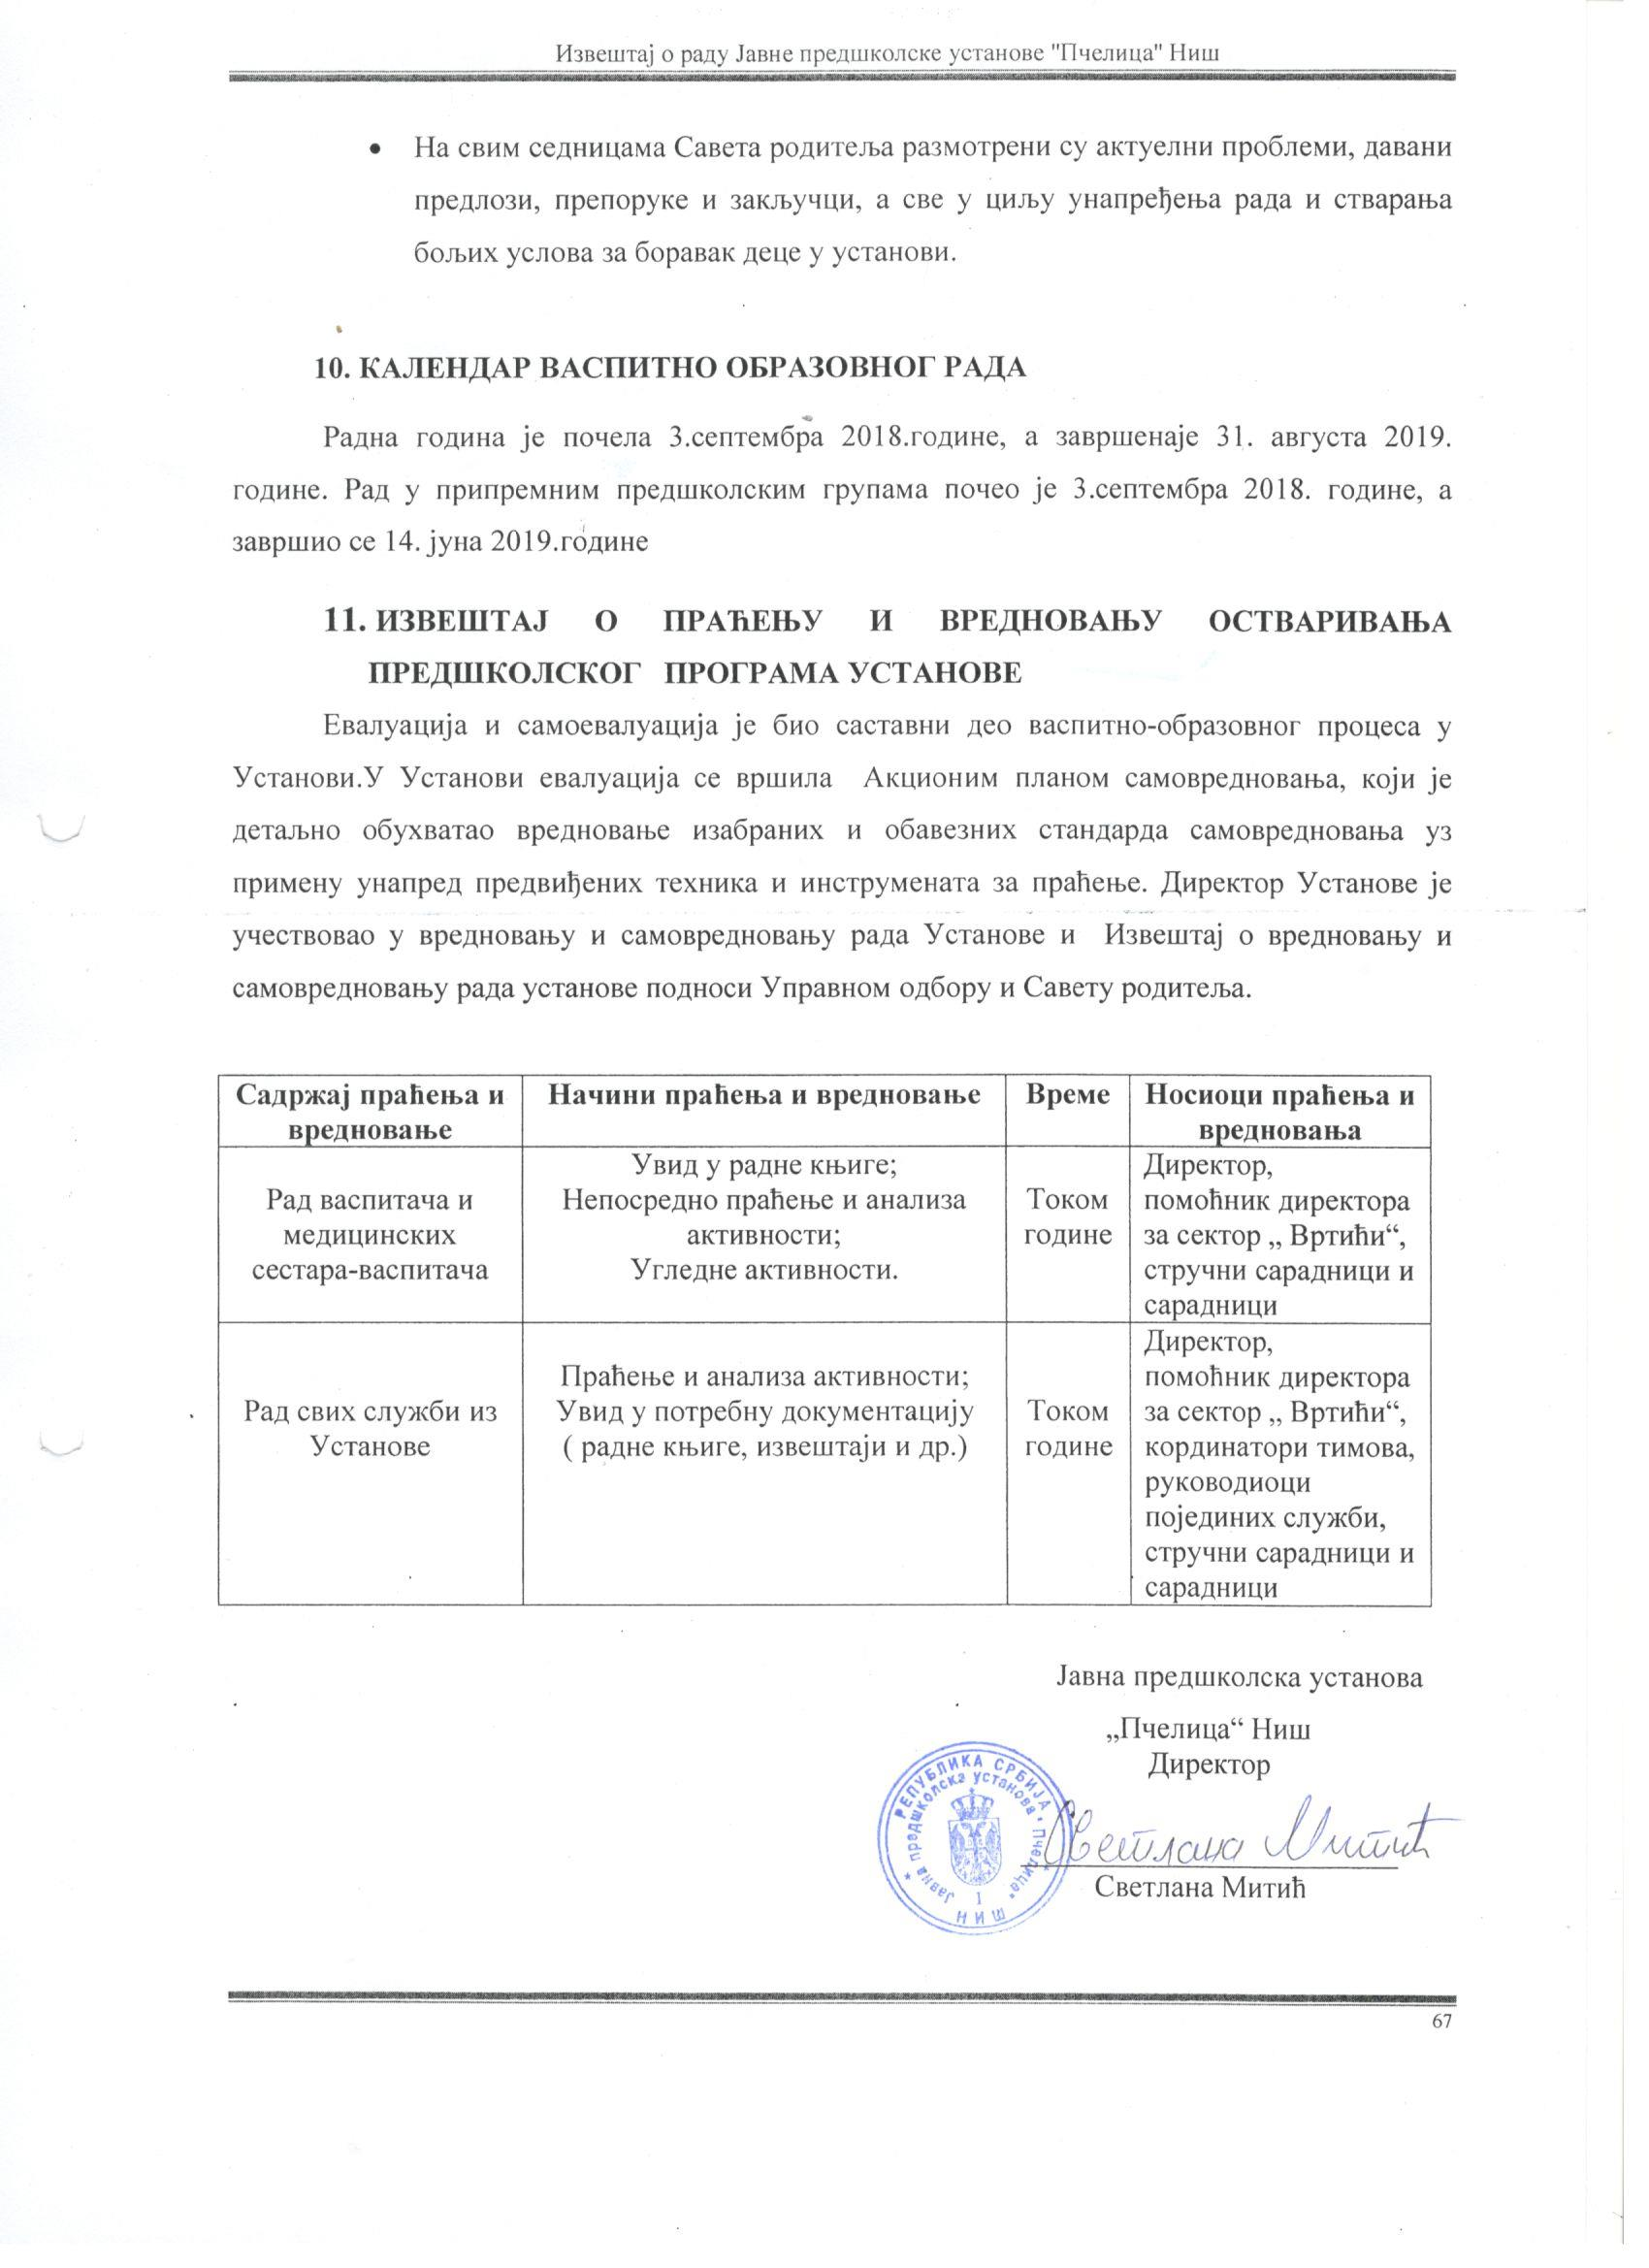 Извештај о раду Јавне предшколске установе "Пчелица" Ниш
• На свим седницама Савета родитеља размотрени су актуелни проблеми, давани
предлози, препоруке и закључци, а све у циљу унапређења рада и стварања
бољих услова за боравак деце у установи.
10. КАЛЕНДАР ВАСПИТНО ОБРАЗОВНОГ РАДА
Радна година је почела 3.септембра 2018.године, а завршенаје 31. августа 2019.
године. Рад у припремним предшколским групама почео је 3.септембра 2018. године, а
завршио се 14. јуна 2019.године
11. ИЗВЕШТАЈ О ПРАЋЕЊУ И ВРЕДНОВАЊУ ОСТВАРИВАЊА
ПРЕДШКОЛСКОГ ПРОГРАМА УСТАНОВЕ
Евалуација и самоевалуација је био саставни део васпитно-образовног процеса у
Установи.У Установи евалуација се вршила Акционим планом самовредновања, који је
детаљно обухватао вредновање изабраних и обавезних стандарда самовредновања уз
примену унапред предвиђених техника и инструмената за праћење. Директор Установе је
учествовао у вредновању и самовредновању рада Установе и Извештај о вредновању и
самовредновању рада установе подноси Управном одбору и Савету родитеља.
Садржај праћења и
вредновање
Начини праћења и вредновање
Време
Носиоци праћења и
вредновања
Рад васпитача и
медицинских
сестара-васпитача
Увид у радне књиге;
Непосредно праћење и анализа
активности;
Угледне активности.
Током
године
Директор,
помоћник директора
за сектор „ Вртићи“,
стручни сарадници и
сарадници
Рад свих служби из
Установе
Праћење и анализа активности;
Увид у потребну документацију
( радне књиге, извештаји и др.)
Током
године
Директор,
помоћник директора
за сектор „ Вртићи“,
кординатори тимова,
руководиоци
појединих служби,
стручни сарадници и
сарадници
Јавна предшколска установа
„Пчелица“ Ниш
Директор
РЕПУБЛИКА СРБИЈА
Јавна предшколска установа "Пчелица"
I
НИШ
Светлана Митић
Светлана Митић
67